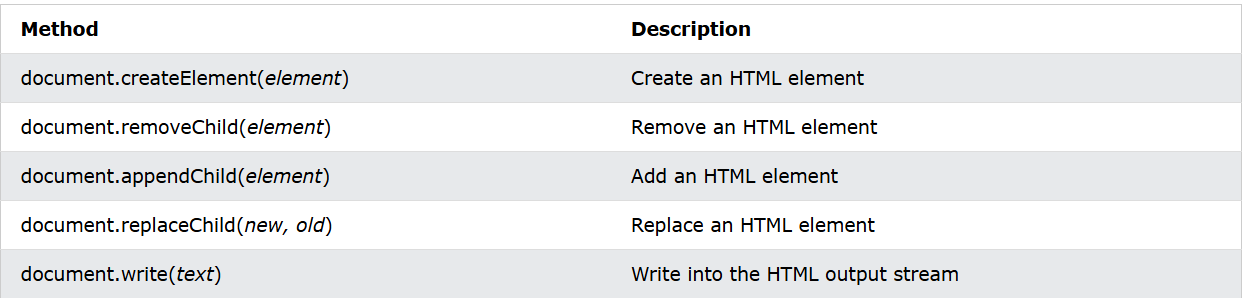 Method Description
document.createElement(element) Create an HTML element
document.removeChild(element) Remove an HTML element
document.appendChild(element) Add an HTML element
document.replaceChild(new, old) Replace an HTML element
document.write(text) Write into the HTML output stream